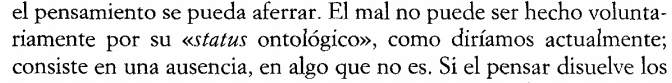 el pensamiento se pueda aferrar. El mal no puede ser hecho volunta-
riamente por su «status ontológico», como diríamos actualmente;
consiste en una ausencia, en algo que no es. Si el pensar disuelve los